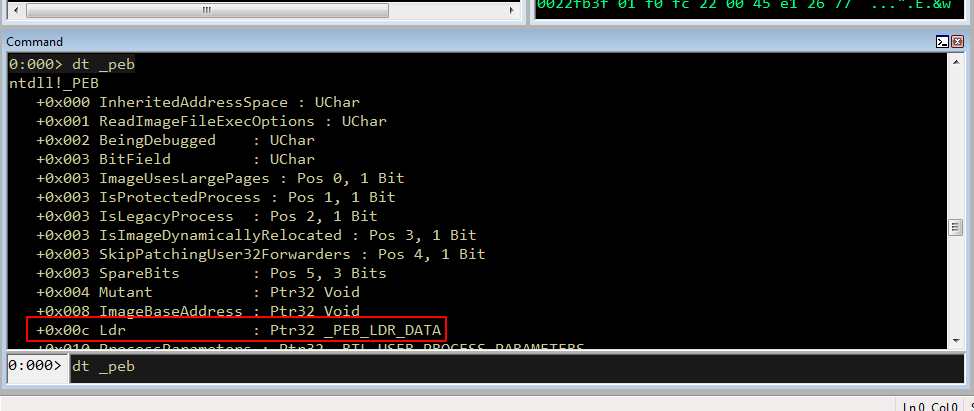 0022fb3f 01 f0 fc 22 00 45 e1 26 77 ...".E.&w
Command
0:000> dt _peb
ntdll!_PEB
+0x000 InheritedAddressSpace : UChar
+0x001 ReadImageFileExecOptions : UChar
+0x002 BeingDebugged : UChar
+0x003 BitField : UChar
+0x003 ImageUsesLargePages : Pos 0, 1 Bit
+0x003 IsProtectedProcess : Pos 1, 1 Bit
+0x003 IsLegacyProcess : Pos 2, 1 Bit
+0x003 IsImageDynamicallyRelocated : Pos 3, 1 Bit
+0x003 SkipPatchingUser32Forwarders : Pos 4, 1 Bit
+0x003 SpareBits : Pos 5, 3 Bits
+0x004 Mutant : Ptr32 Void
+0x008 ImageBaseAddress : Ptr32 Void
+0x00c Ldr : Ptr32 _PEB_LDR_DATA
+0x010 ProcessParameters : Ptr32 _RTL_USER_PROCESS_PARAMETERS
0:000> dt _peb
Ln 0, Col 0